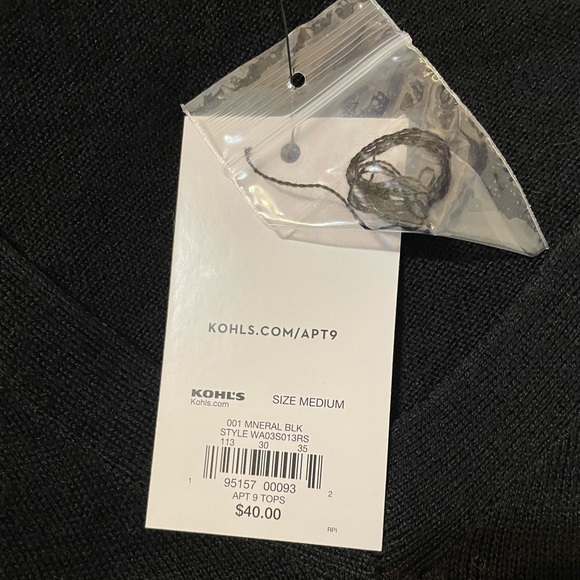 KOHLS.COM/APT9
KOHL'S SIZE MEDIUM
Kohls.com
001 MNERAL BLK
STYLE WA03S013RS
113 30 35
1 95157 00093 2
APT 9 TOPS
$40.00
RPI